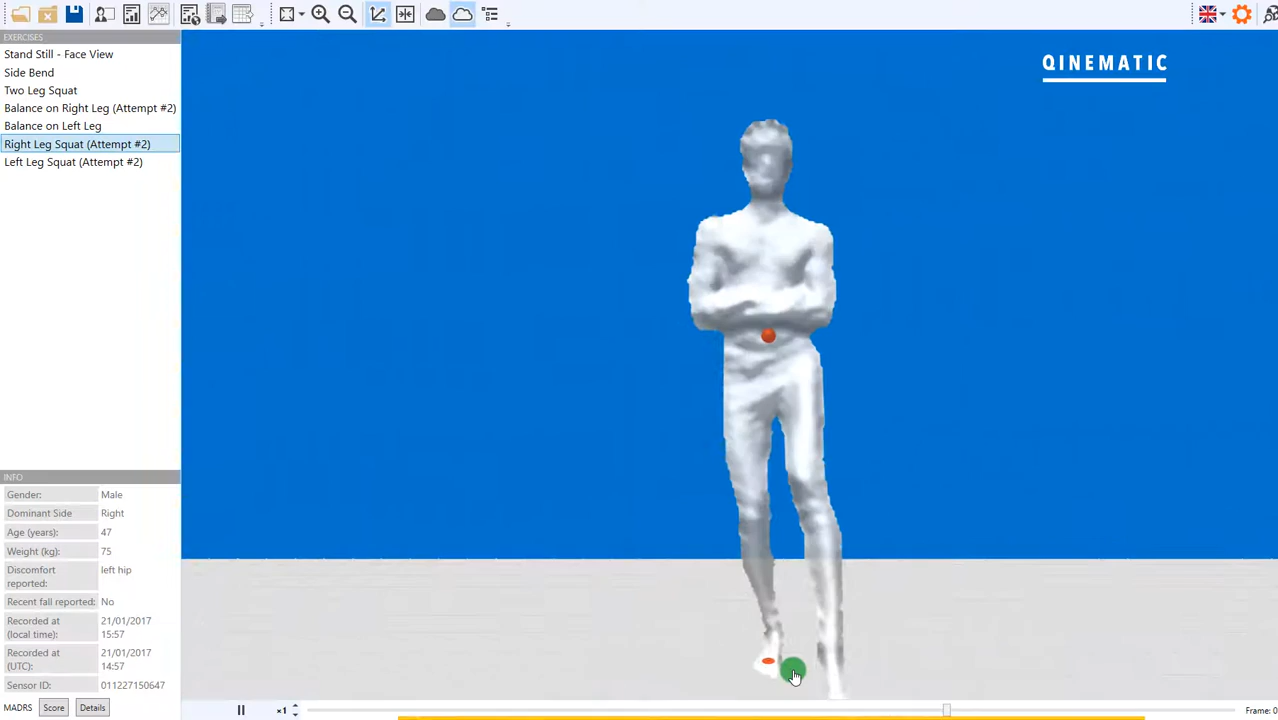 EXERCISES
Stand Still - Face View
Side Bend
Two Leg Squat
Balance on Right Leg (Attempt #2)
Balance on Left Leg
Right Leg Squat (Attempt #2)
Left Leg Squat (Attempt #2)
QINEMATIC
INFO
Gender: Male
Dominant Side Right
Age (years): 47
Weight (kg): 75
Discomfort reported: left hip
Recent fall reported: No
Recorded at (local time): 21/01/2017 15:57
Recorded at (UTC): 21/01/2017 14:57
Sensor ID: 011227150647
MADRS Score Details
×1
Frame: 0